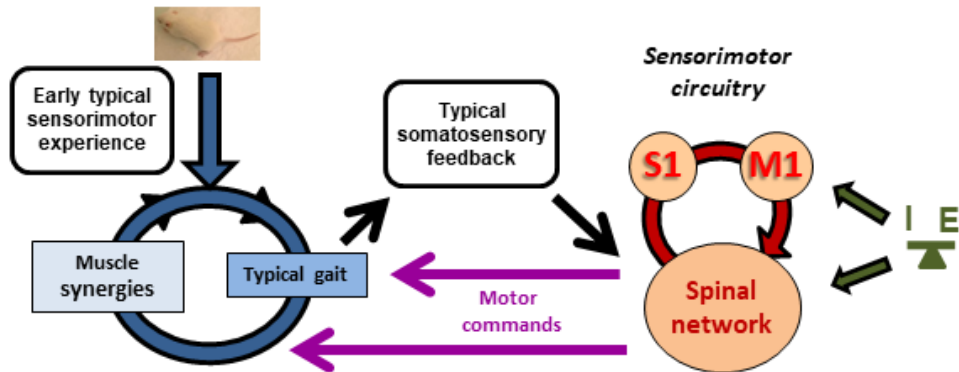 Early typical
sensorimotor
experience
Typical
somatosensory
feedback
Sensorimotor
circuitry
S1
M1
I E
Muscle
synergies
Typical gait
Motor
commands
Spinal
network